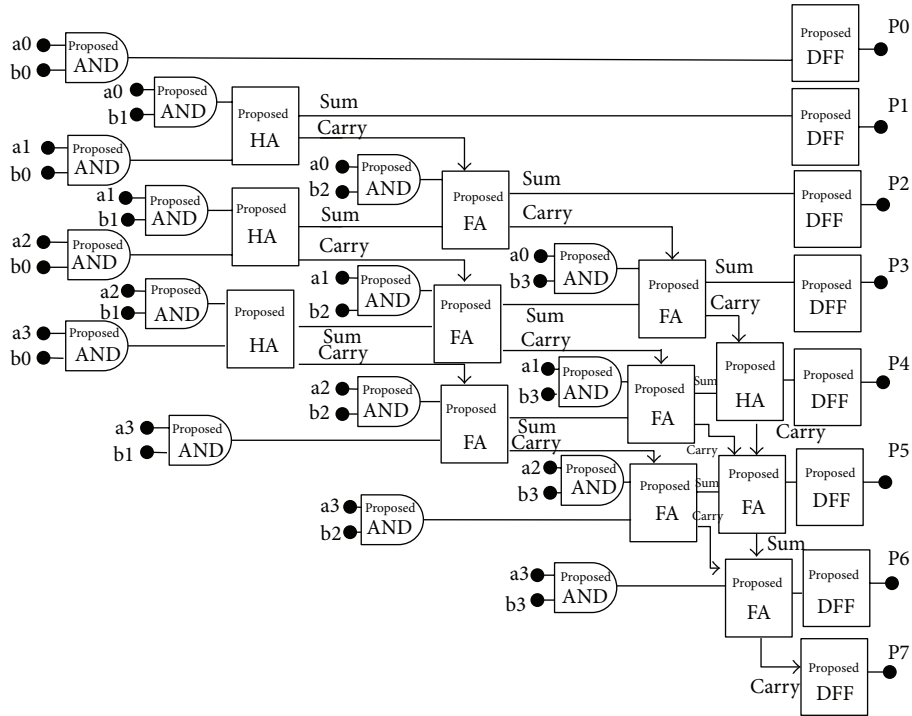 a0
b0
Proposed
AND
Proposed
DFF
P0
a0
b1
Proposed
AND
Proposed
HA
Sum
Carry
Proposed
DFF
P1
a1
b0
Proposed
AND
a0
b2
Proposed
AND
Proposed
FA
Sum
Carry
Proposed
DFF
P2
a1
b1
Proposed
AND
Proposed
HA
Sum
Carry
a2
b0
Proposed
AND
a0
b3
Proposed
AND
Proposed
FA
Sum
Carry
Proposed
DFF
P3
a2
b1
Proposed
AND
a1
b2
Proposed
AND
Proposed
FA
Sum
Carry
a3
b0
Proposed
AND
Proposed
HA
Sum
Carry
a1
b3
Proposed
AND
Proposed
FA
Sum
Carry
Proposed
HA
Carry
Proposed
DFF
P4
a2
b2
Proposed
AND
Proposed
FA
Sum
Carry
a3
b1
Proposed
AND
a2
b3
Proposed
AND
Proposed
FA
Sum
Carry
Proposed
FA
Sum
Proposed
DFF
P5
a3
b2
Proposed
AND
a3
b3
Proposed
AND
Proposed
FA
Carry
Proposed
DFF
P6
Proposed
DFF
P7